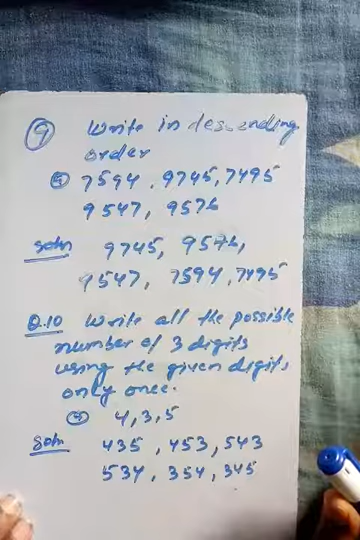 9 Write in descending
order
a 7594, 9745, 7495
9547, 9576
soln 9745, 9576,
9547, 7594, 7495
Q.10 Write all the possible
number of 3 digits
using the given digits
only once.
4, 3, 5
Soln 435, 453, 543
534, 354, 345